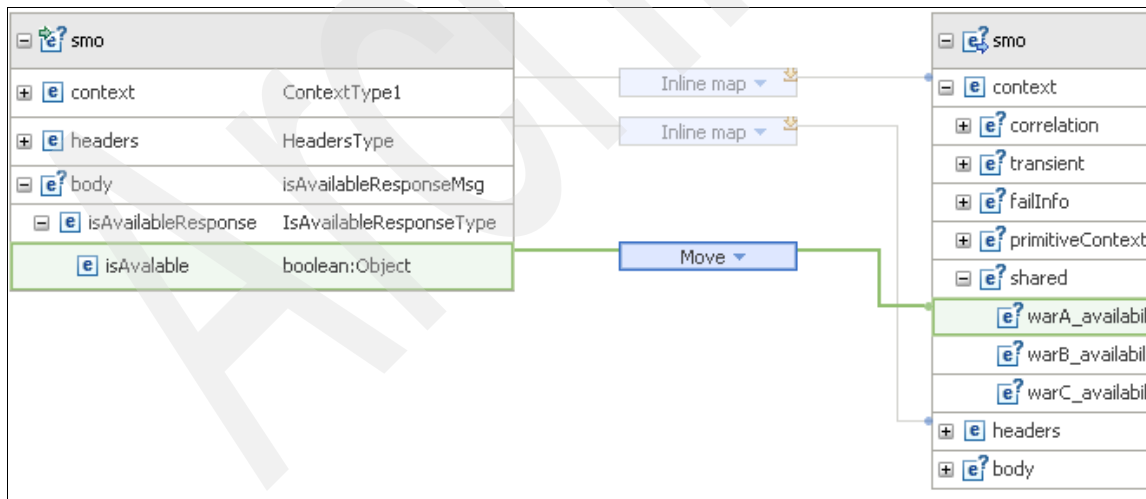 smo
context ContextType1
headers HeadersType
body isAvailableResponseMsg
isAvailableResponse IsAvailableResponseType
isAvalable boolean:Object
Inline map
Inline map
Move
smo
context
correlation
transient
failInfo
primitiveContext
shared
warA_availabil
warB_availabil
warC_availabil
headers
body